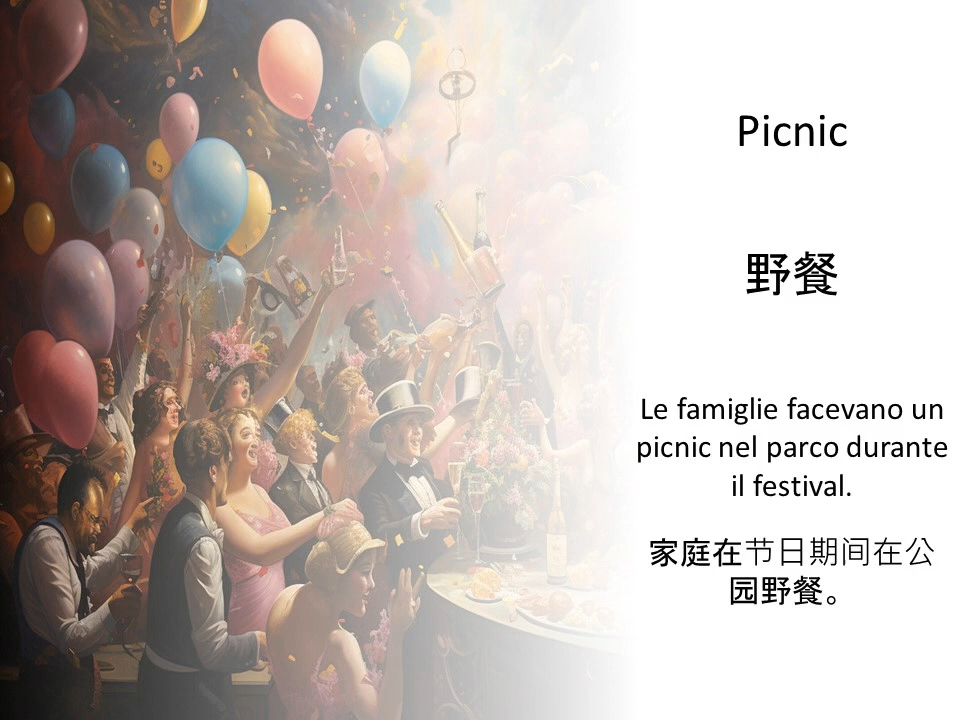 Picnic
野餐
Le famiglie facevano un
picnic nel parco durante
il festival.
家庭在节日期间在公
园野餐。